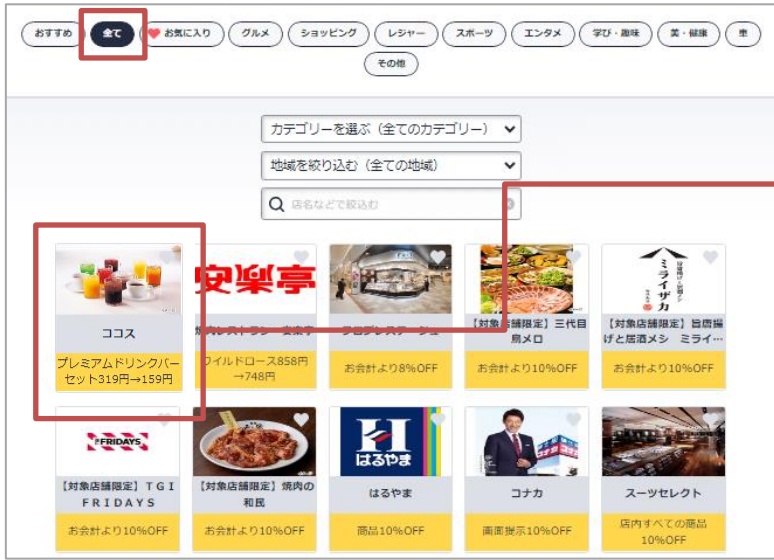 おすすめ
全て
お気に入り
グルメ
ショッピング
レジャー
スポーツ
エンタメ
学び・趣味
美・健康
車
その他
カテゴリーを選ぶ（全てのカテゴリー）
地域を絞り込む（全ての地域）
店名などで絞込む
ココス
プレミアムドリンクバー
セット319円→159円
安楽亭
焼肉レストラン 安楽亭
ワイルドロース858円
→748円
お会計より8%OFF
【対象店舗限定】三代目
鳥メロ
お会計より10%OFF
ミライザカ
【対象店舗限定】旨唐揚
げと居酒メシ ミライ…
お会計より10%OFF
FRIDAYS
【対象店舗限定】ＴＧＩ
ＦＲＩＤＡＹＳ
お会計より10%OFF
【対象店舗限定】焼肉の
和民
お会計より10%OFF
はるやま
はるやま
商品10%OFF
コナカ
画面提示10%OFF
スーツセレクト
店内すべての商品
10%OFF